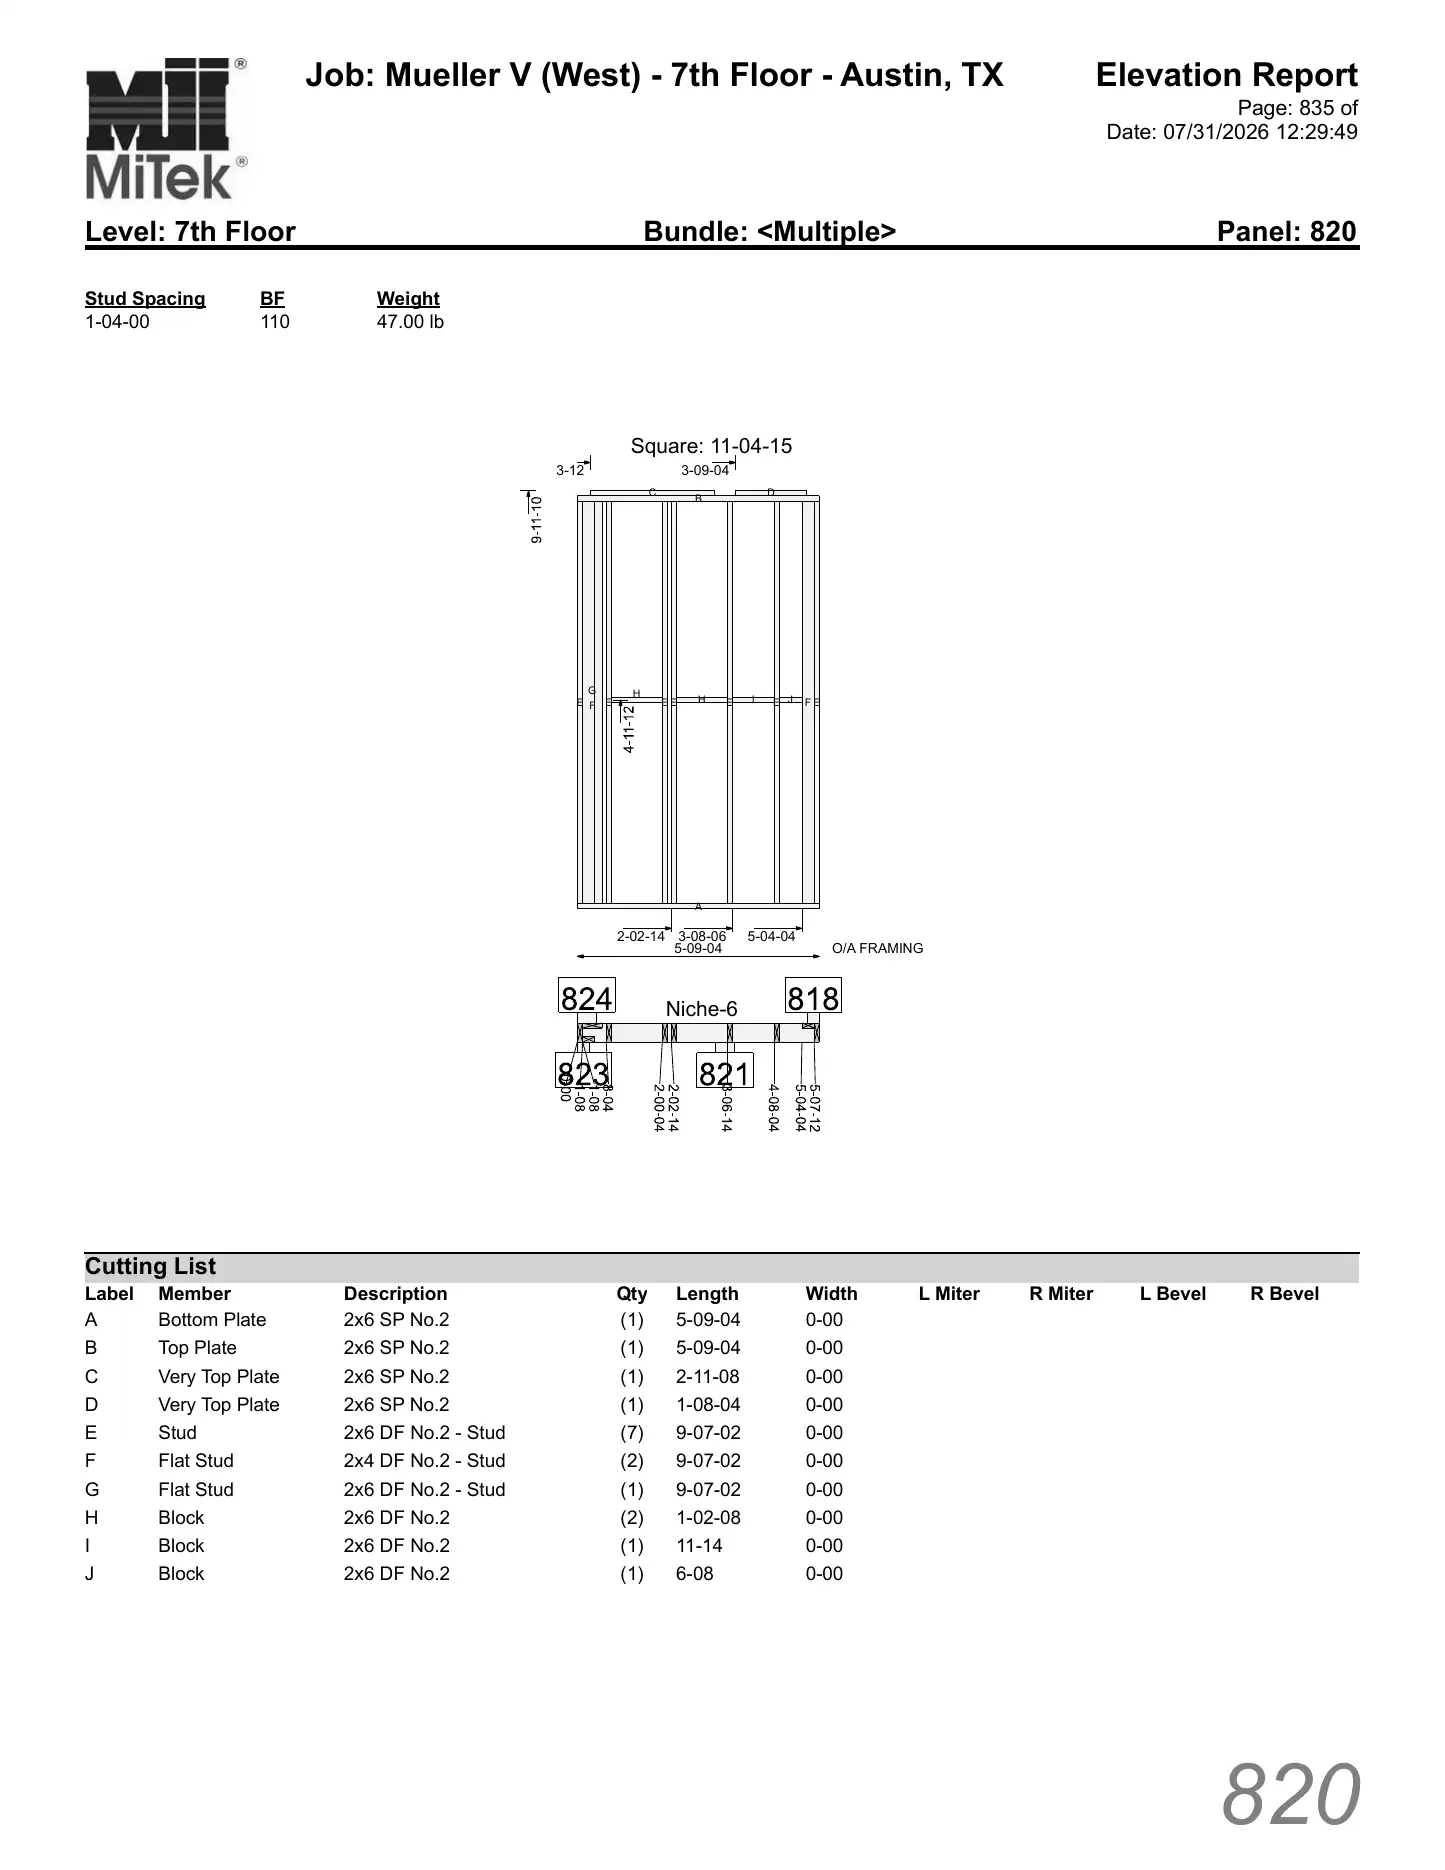 MiTek®
Job: Mueller V (West) - 7th Floor - Austin, TX
Elevation Report
Page: 835 of
Date: 07/31/2026 12:29:49
Level: 7th Floor Bundle: <Multiple> Panel: 820
Stud Spacing BF Weight
1-04-00 110 47.00 lb
Square: 11-04-15
3-12 3-09-04
C D
B
9-11-10
G H H I J
E F F
4-11-12
A
2-02-14 3-08-06 5-04-04
5-09-04 O/A FRAMING
824 Niche-6 818
823 821
1-08 1-08 8-04 2-00-04 2-02-14 3-06-14 4-08-04 5-04-04 5-07-12
Cutting List
Label Member Description Qty Length Width L Miter R Miter L Bevel R Bevel
A Bottom Plate 2x6 SP No.2 (1) 5-09-04 0-00
B Top Plate 2x6 SP No.2 (1) 5-09-04 0-00
C Very Top Plate 2x6 SP No.2 (1) 2-11-08 0-00
D Very Top Plate 2x6 SP No.2 (1) 1-08-04 0-00
E Stud 2x6 DF No.2 - Stud (7) 9-07-02 0-00
F Flat Stud 2x4 DF No.2 - Stud (2) 9-07-02 0-00
G Flat Stud 2x6 DF No.2 - Stud (1) 9-07-02 0-00
H Block 2x6 DF No.2 (2) 1-02-08 0-00
I Block 2x6 DF No.2 (1) 11-14 0-00
J Block 2x6 DF No.2 (1) 6-08 0-00
820